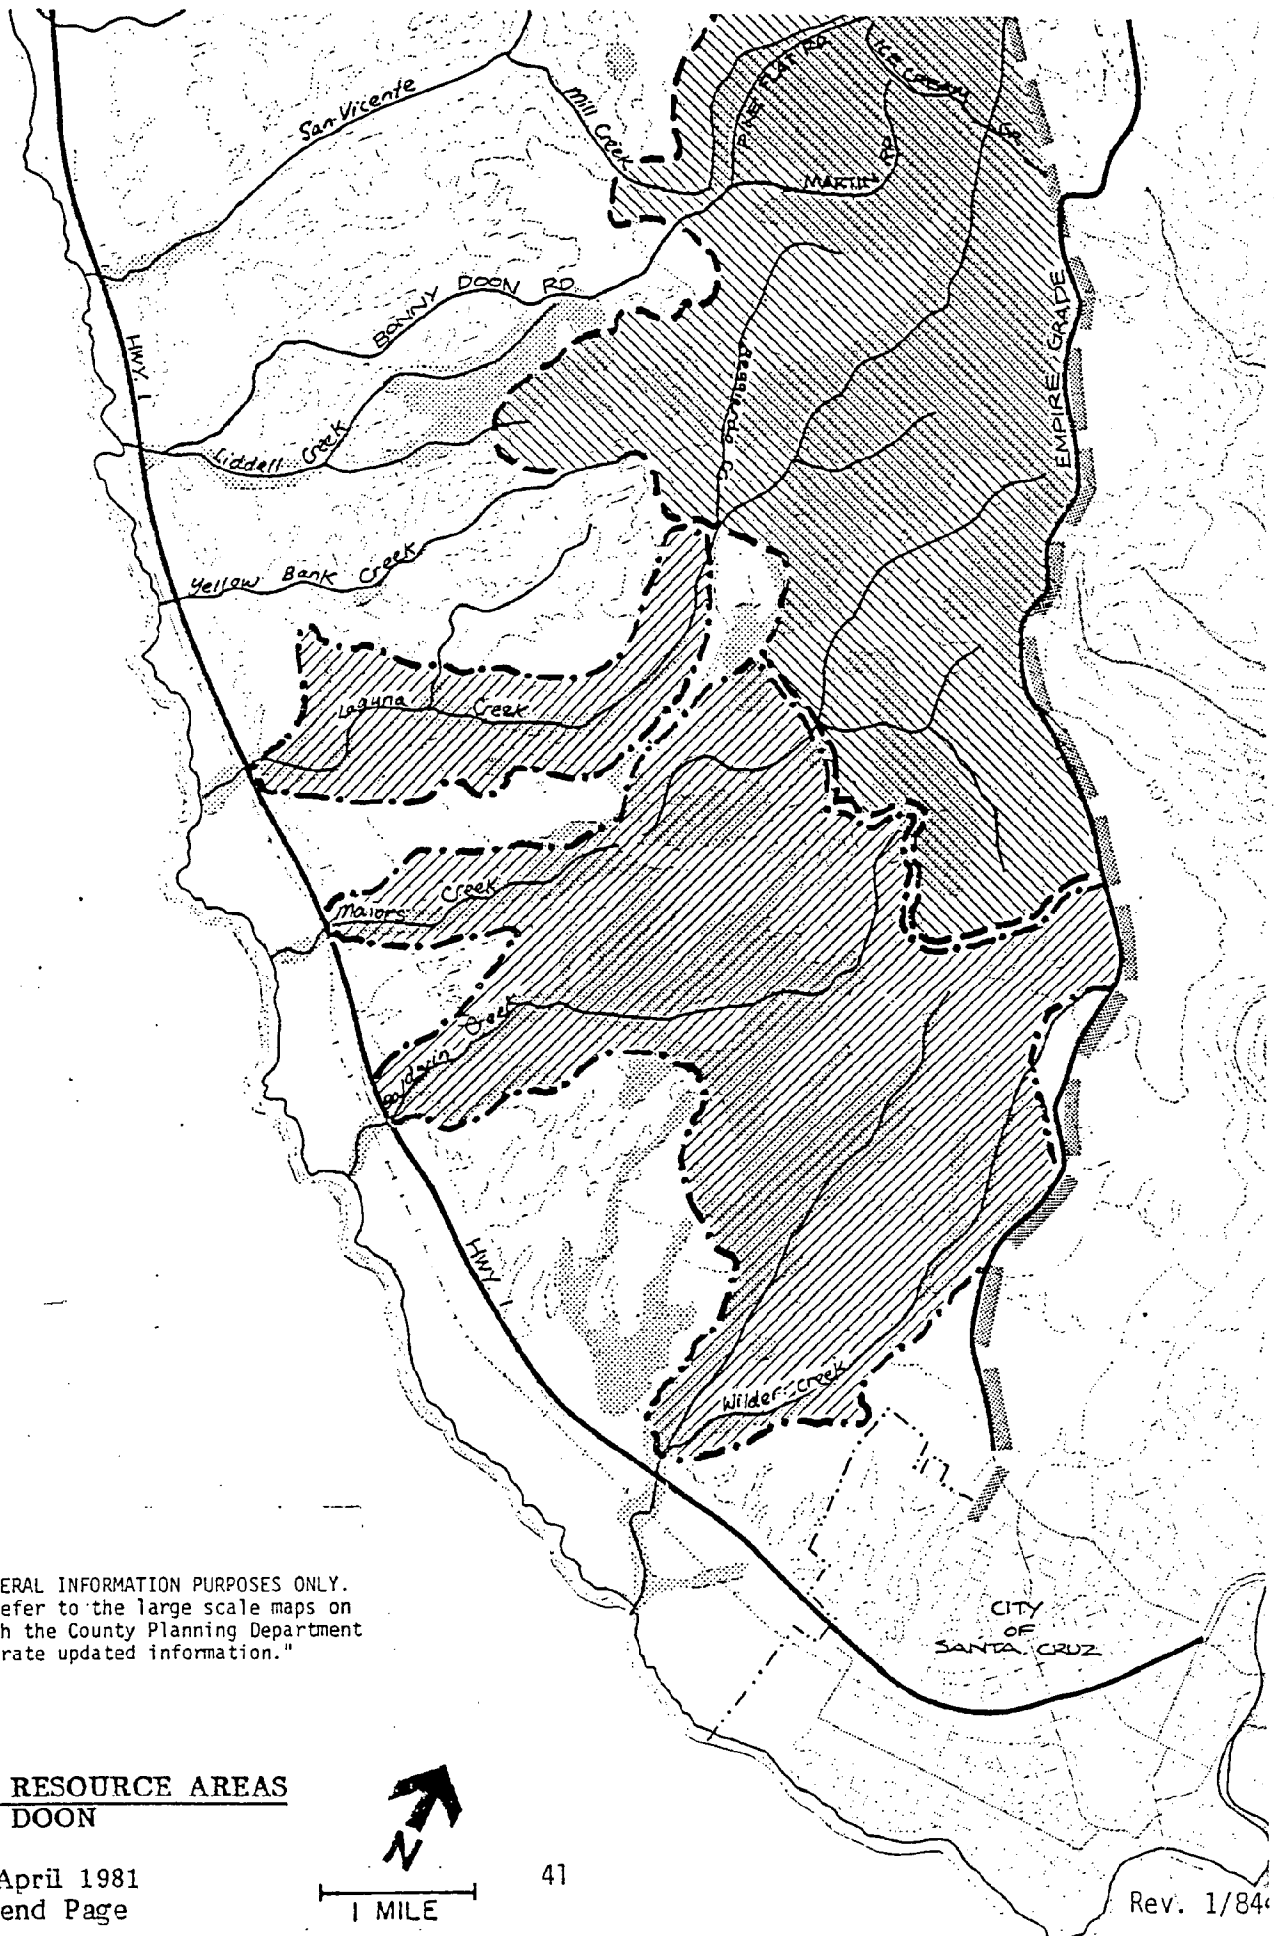 San Vicente
Mill Creek
PINE FLAT RD
ICE CREAM GR.
MARTIN RD
BONNY DOON RD
HWY 1
EMPIRE GRADE
Reggiardo Cr
Liddell Creek
Yellow Bank Creek
Laguna Creek
Majors Creek
Baldwin Creek
HWY 1
Wilder Creek
CITY
OF
SANTA CRUZ
ERAL INFORMATION PURPOSES ONLY.
efer to the large scale maps on
h the County Planning Department
rate updated information."
RESOURCE AREAS
DOON
N
April 1981
end Page
1 MILE
41
Rev. 1/84